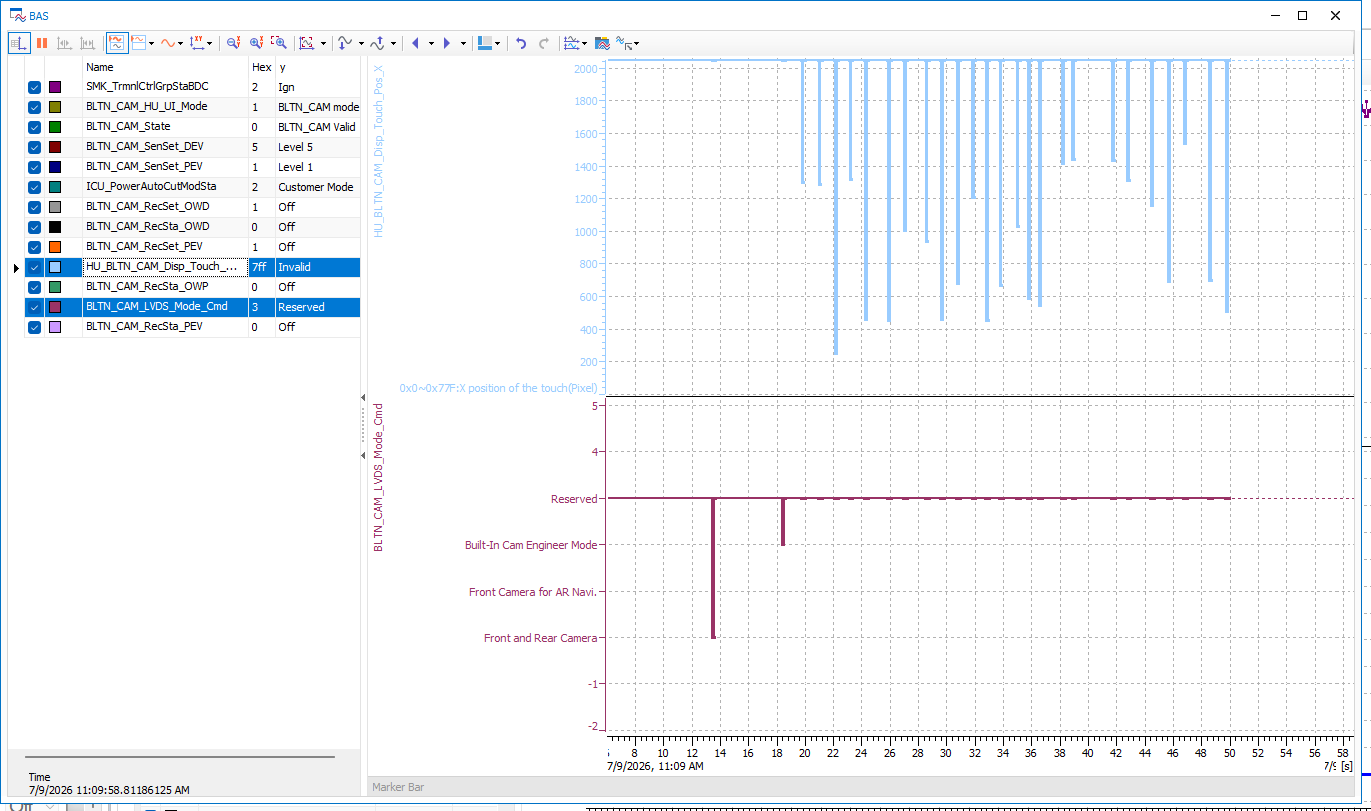 BAS
Name Hex y
SMK_TrmnlCtrlGrpStaBDC 2 Ign
BLTN_CAM_HU_UI_Mode 1 BLTN_CAM mode
BLTN_CAM_State 0 BLTN_CAM Valid
BLTN_CAM_SenSet_DEV 5 Level 5
BLTN_CAM_SenSet_PEV 1 Level 1
ICU_PowerAutoCutModSta 2 Customer Mode
BLTN_CAM_RecSet_OWD 1 Off
BLTN_CAM_RecSta_OWD 0 Off
BLTN_CAM_RecSet_PEV 1 Off
HU_BLTN_CAM_Disp_Touch_... 7ff Invalid
BLTN_CAM_RecSta_OWP 0 Off
BLTN_CAM_LVDS_Mode_Cmd 3 Reserved
BLTN_CAM_RecSta_PEV 0 Off
Time
7/9/2026 11:09:58.81186125 AM
HU_BLTN_CAM_Disp_Touch_Pos_X
2000
1800
1600
1400
1200
1000
800
600
400
200
0x0~0x77F:X position of the touch(Pixel)
BLTN_CAM_LVDS_Mode_Cmd
5
4
Reserved
Built-In Cam Engineer Mode
Front Camera for AR Navi.
Front and Rear Camera
-1
-2
8 10 12 14 16 18 20 22 24 26 28 30 32 34 36 38 40 42 44 46 48 50 52 54 56 58
7/9/2026, 11:09 AM 7/9 [s]
Marker Bar
Off